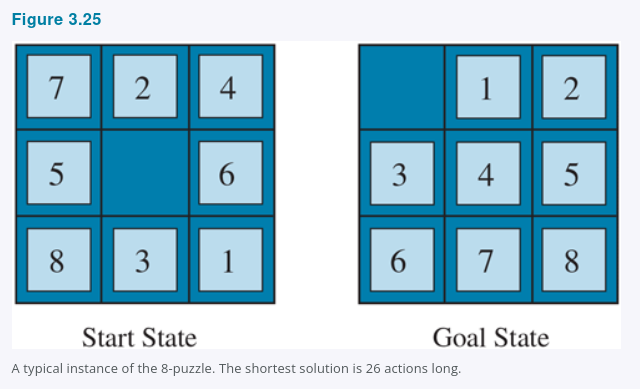 Figure 3.25
7 2 4 1 2
5 6 3 4 5
8 3 1 6 7 8
Start State Goal State
A typical instance of the 8-puzzle. The shortest solution is 26 actions long.